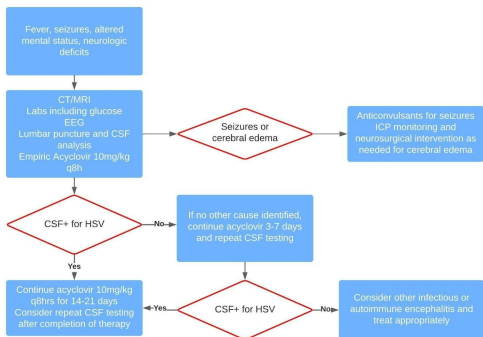 Fever, seizures, altered
mental status, neurologic
deficits
CT/MRI
Labs including glucose
EEG
Lumbar puncture and CSF
analysis
Empiric Acyclovir 10mg/kg
q8h
Seizures or
cerebral edema
Anticonvulsants for seizures
ICP monitoring and
neurosurgical intervention as
needed for cerebral edema
CSF+ for HSV
No
If no other cause identified,
continue acyclovir 3-7 days
and repeat CSF testing
Yes
Continue acyclovir 10mg/kg
q8hrs for 14-21 days
Consider repeat CSF testing
after completion of therapy
Yes
CSF+ for HSV
No
Consider other infectious or
autoimmune encephalitis and
treat appropriately